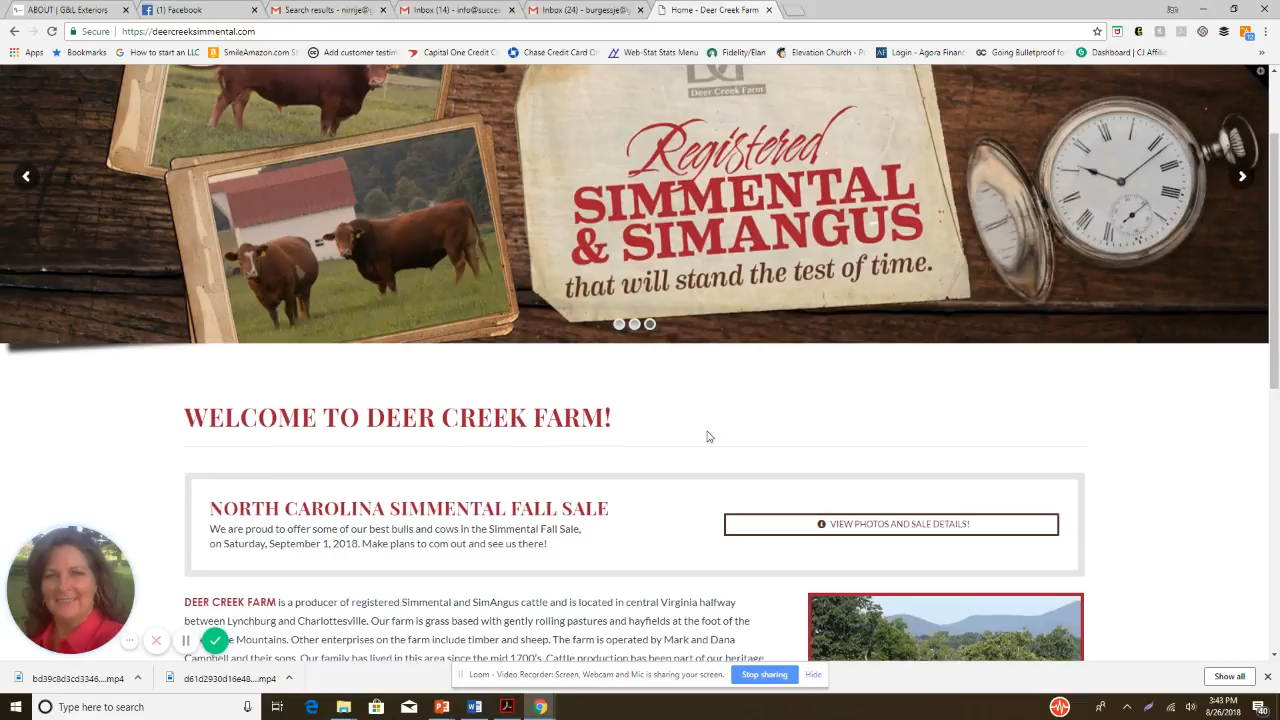 ABOUT | G&L Exteriors
(1) Facebook
Search results - nirrje@g
Inbox (14) - info@succes
Inbox (24) - burgessje@
Home - Deer Creek Farm
Secure | https://deercreeksimmental.com
Apps
Bookmarks
How to start an LLC
SmileAmazon.com S
Add customer testim
Capital One Credit C
Chase Credit Card On
Web-Stat Stats Menu
Fidelity/Elan
Elevation Church - P
Login - Agora Financ
Going Bulletproof fo
Dashboard | CJ Affilia
Other bookmarks
12
Deer Creek Farm
Registered
SIMMENTAL
& SIMANGUS
that will stand the test of time.
WELCOME TO DEER CREEK FARM!
NORTH CAROLINA SIMMENTAL FALL SALE
We are proud to offer some of our best bulls and cows in the Simmental Fall Sale,
on Saturday, September 1, 2018. Make plans to com out and see us there!
VIEW PHOTOS AND SALE DETAILS!
DEER CREEK FARM is a producer of registered Simmental and SimAngus cattle and is located in central Virginia halfway
between Lynchburg and Charlottesville. Our farm is grass based with gently rolling pastures and hayfields at the foot of the
Mountains. Other enterprises on the farm include timber and sheep. The farm is operated by Mark and Dana
Campbell and their sons. Our family has lived in this area since the mid 1700's. Cattle production has been part of our heritage
.mp4
d61d2930d16e48....mp4
Loom - Video Recorder: Screen, Webcam and Mic is sharing your screen.
Stop sharing
Hide
Show all
Type here to search
3:43 PM
8/26/2018
40